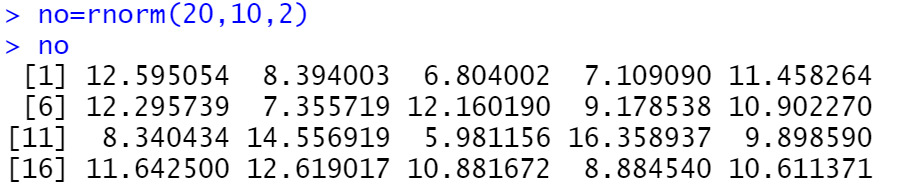 > no=rnorm(20,10,2)
> no
[1] 12.595054 8.394003 6.804002 7.109090 11.458264
[6] 12.295739 7.355719 12.160190 9.178538 10.902270
[11] 8.340434 14.556919 5.981156 16.358937 9.898590
[16] 11.642500 12.619017 10.881672 8.884540 10.611371